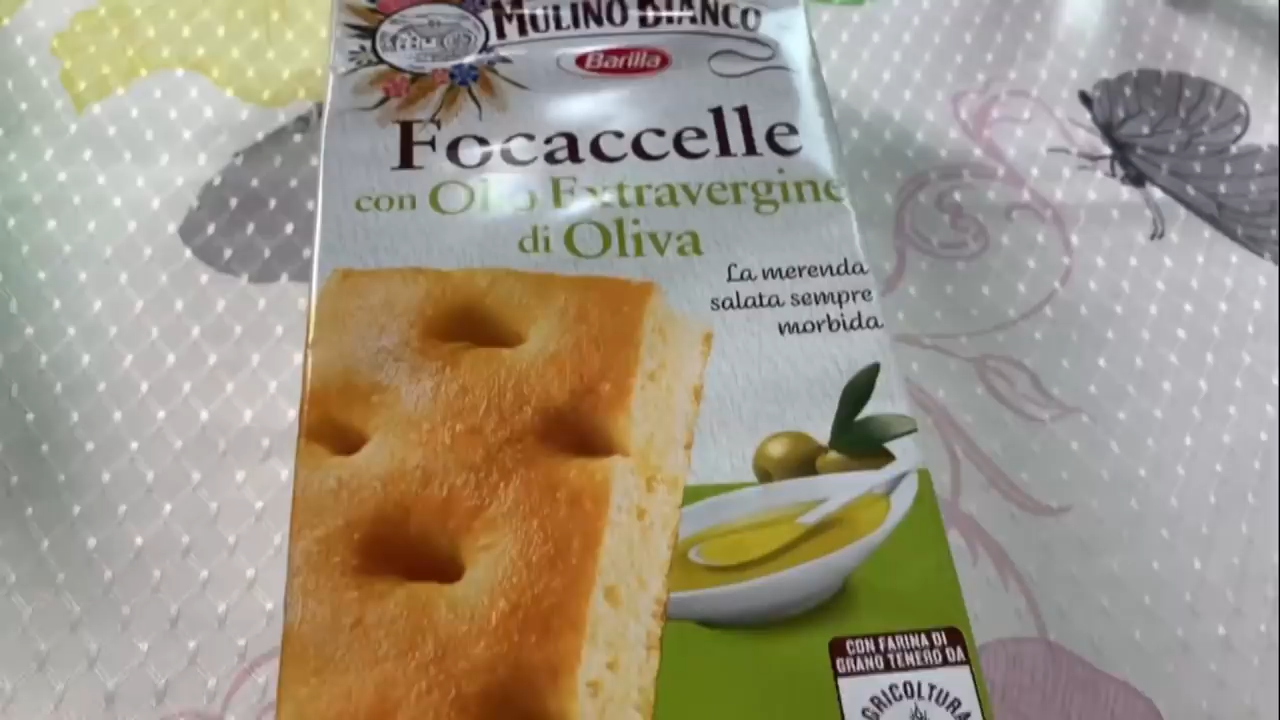 MULINO BIANCO
Barilla
Focaccelle
con Olio Extravergine
di Oliva
La merenda
salata sempre
morbida
CON FARINA DI
GRANO TENERO DA
AGRICOLTURA